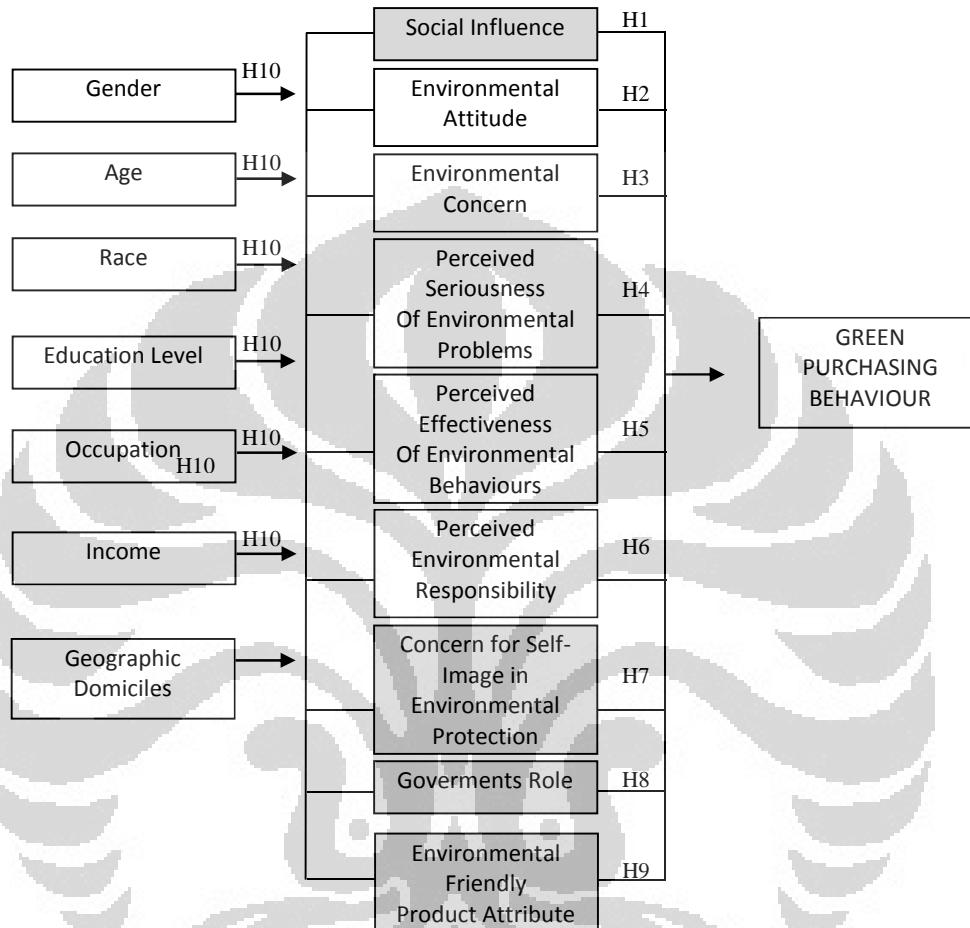 Social Influence
H1
H10
Gender
Environmental
Attitude
H2
H10
Age
Environmental
Concern
H3
H10
Race
Perceived
Seriousness
Of Environmental
Problems
H4
H10
Education Level
GREEN
PURCHASING
BEHAVIOUR
Perceived
Effectiveness
Of Environmental
Behaviours
H5
H10
Occupation
H10
H10
Income
Perceived
Environmental
Responsibility
H6
Geographic
Domiciles
Concern for Self-
Image in
Environmental
Protection
H7
Goverments Role
H8
Environmental
Friendly
Product Attribute
H9